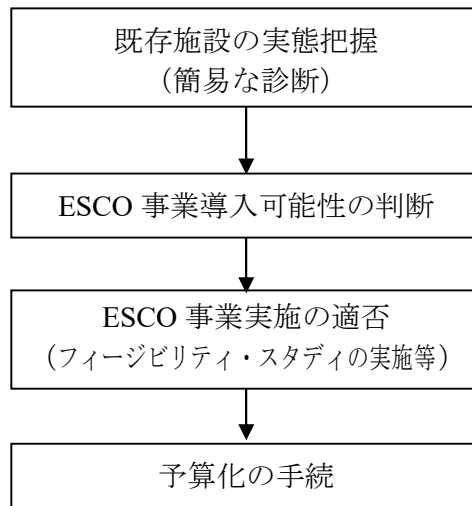 既存施設の実態把握
（簡易な診断）
ESCO 事業導入可能性の判断
ESCO 事業実施の適否
（フィージビリティ・スタディの実施等）
予算化の手続